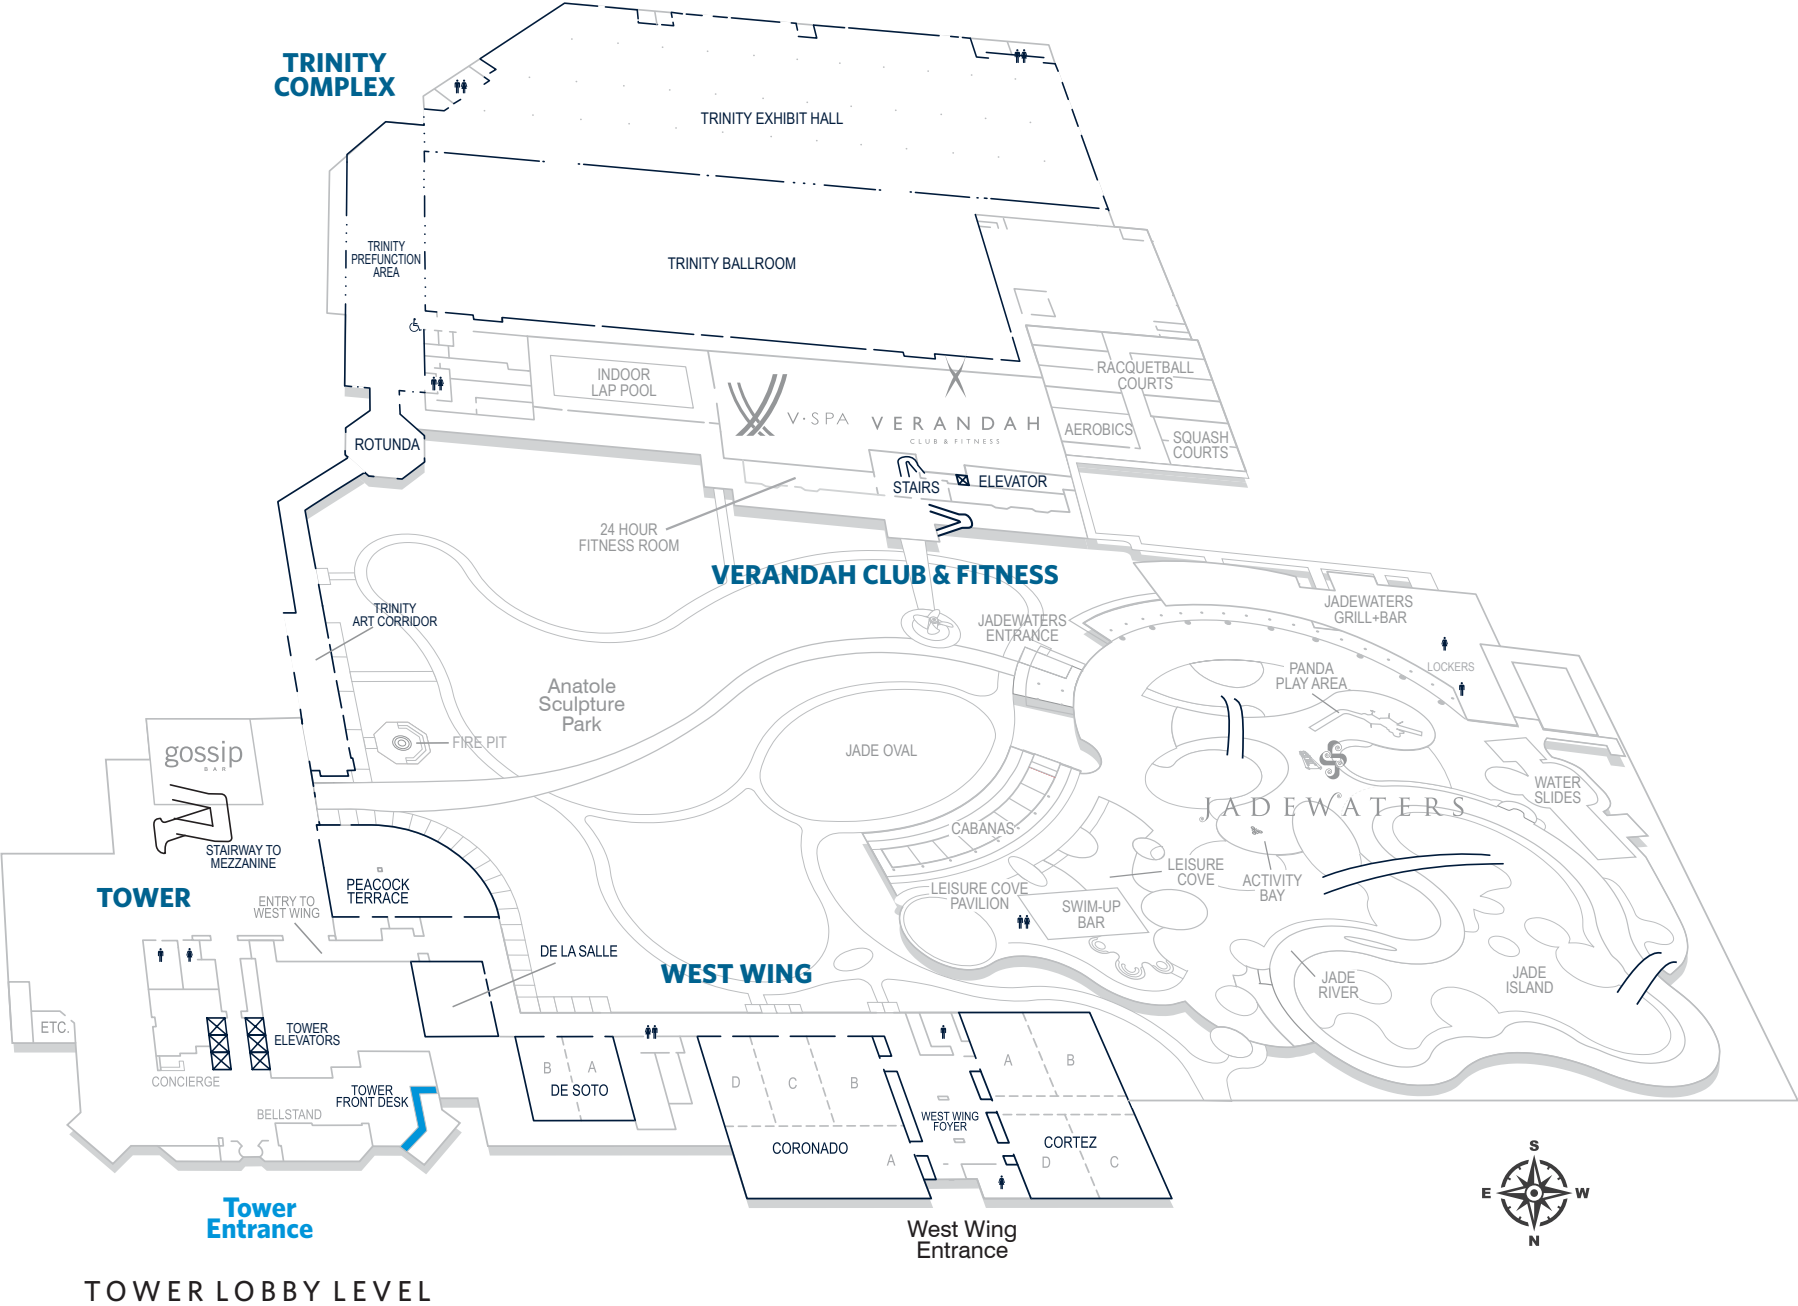 TRINITY
COMPLEX
TRINITY EXHIBIT HALL
TRINITY
PREFUNCTION
AREA
TRINITY BALLROOM
INDOOR
LAP POOL
V·SPA
VERANDAH
CLUB & FITNESS
RACQUETBALL
COURTS
AEROBICS
SQUASH
COURTS
ROTUNDA
STAIRS
ELEVATOR
24 HOUR
FITNESS ROOM
VERANDAH CLUB & FITNESS
TRINITY
ART CORRIDOR
JADEWATERS
ENTRANCE
JADEWATERS
GRILL+BAR
LOCKERS
PANDA
PLAY AREA
Anatole
Sculpture
Park
FIRE PIT
JADE OVAL
gossip
BAR
WATER
SLIDES
JADEWATERS
CABANAS
STAIRWAY TO
MEZZANINE
LEISURE
COVE
ACTIVITY
BAY
PEACOCK
TERRACE
TOWER
LEISURE COVE
PAVILION
SWIM-UP
BAR
ENTRY TO
WEST WING
DE LA SALLE
WEST WING
JADE
RIVER
JADE
ISLAND
ETC.
TOWER
ELEVATORS
CONCIERGE
TOWER
FRONT DESK
BELLSTAND
B A
DE SOTO
D C B
CORONADO
A
WEST WING
FOYER
A B
CORTEZ
D C
S
E W
N
Tower
Entrance
West Wing
Entrance
TOWER LOBBY LEVEL